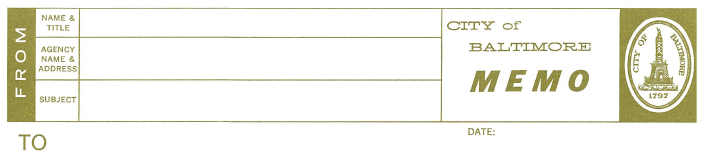 FROM
NAME &
TITLE
AGENCY
NAME &
ADDRESS
SUBJECT
CITY of
BALTIMORE
MEMO
CITY OF BALTIMORE
1797
TO
DATE: